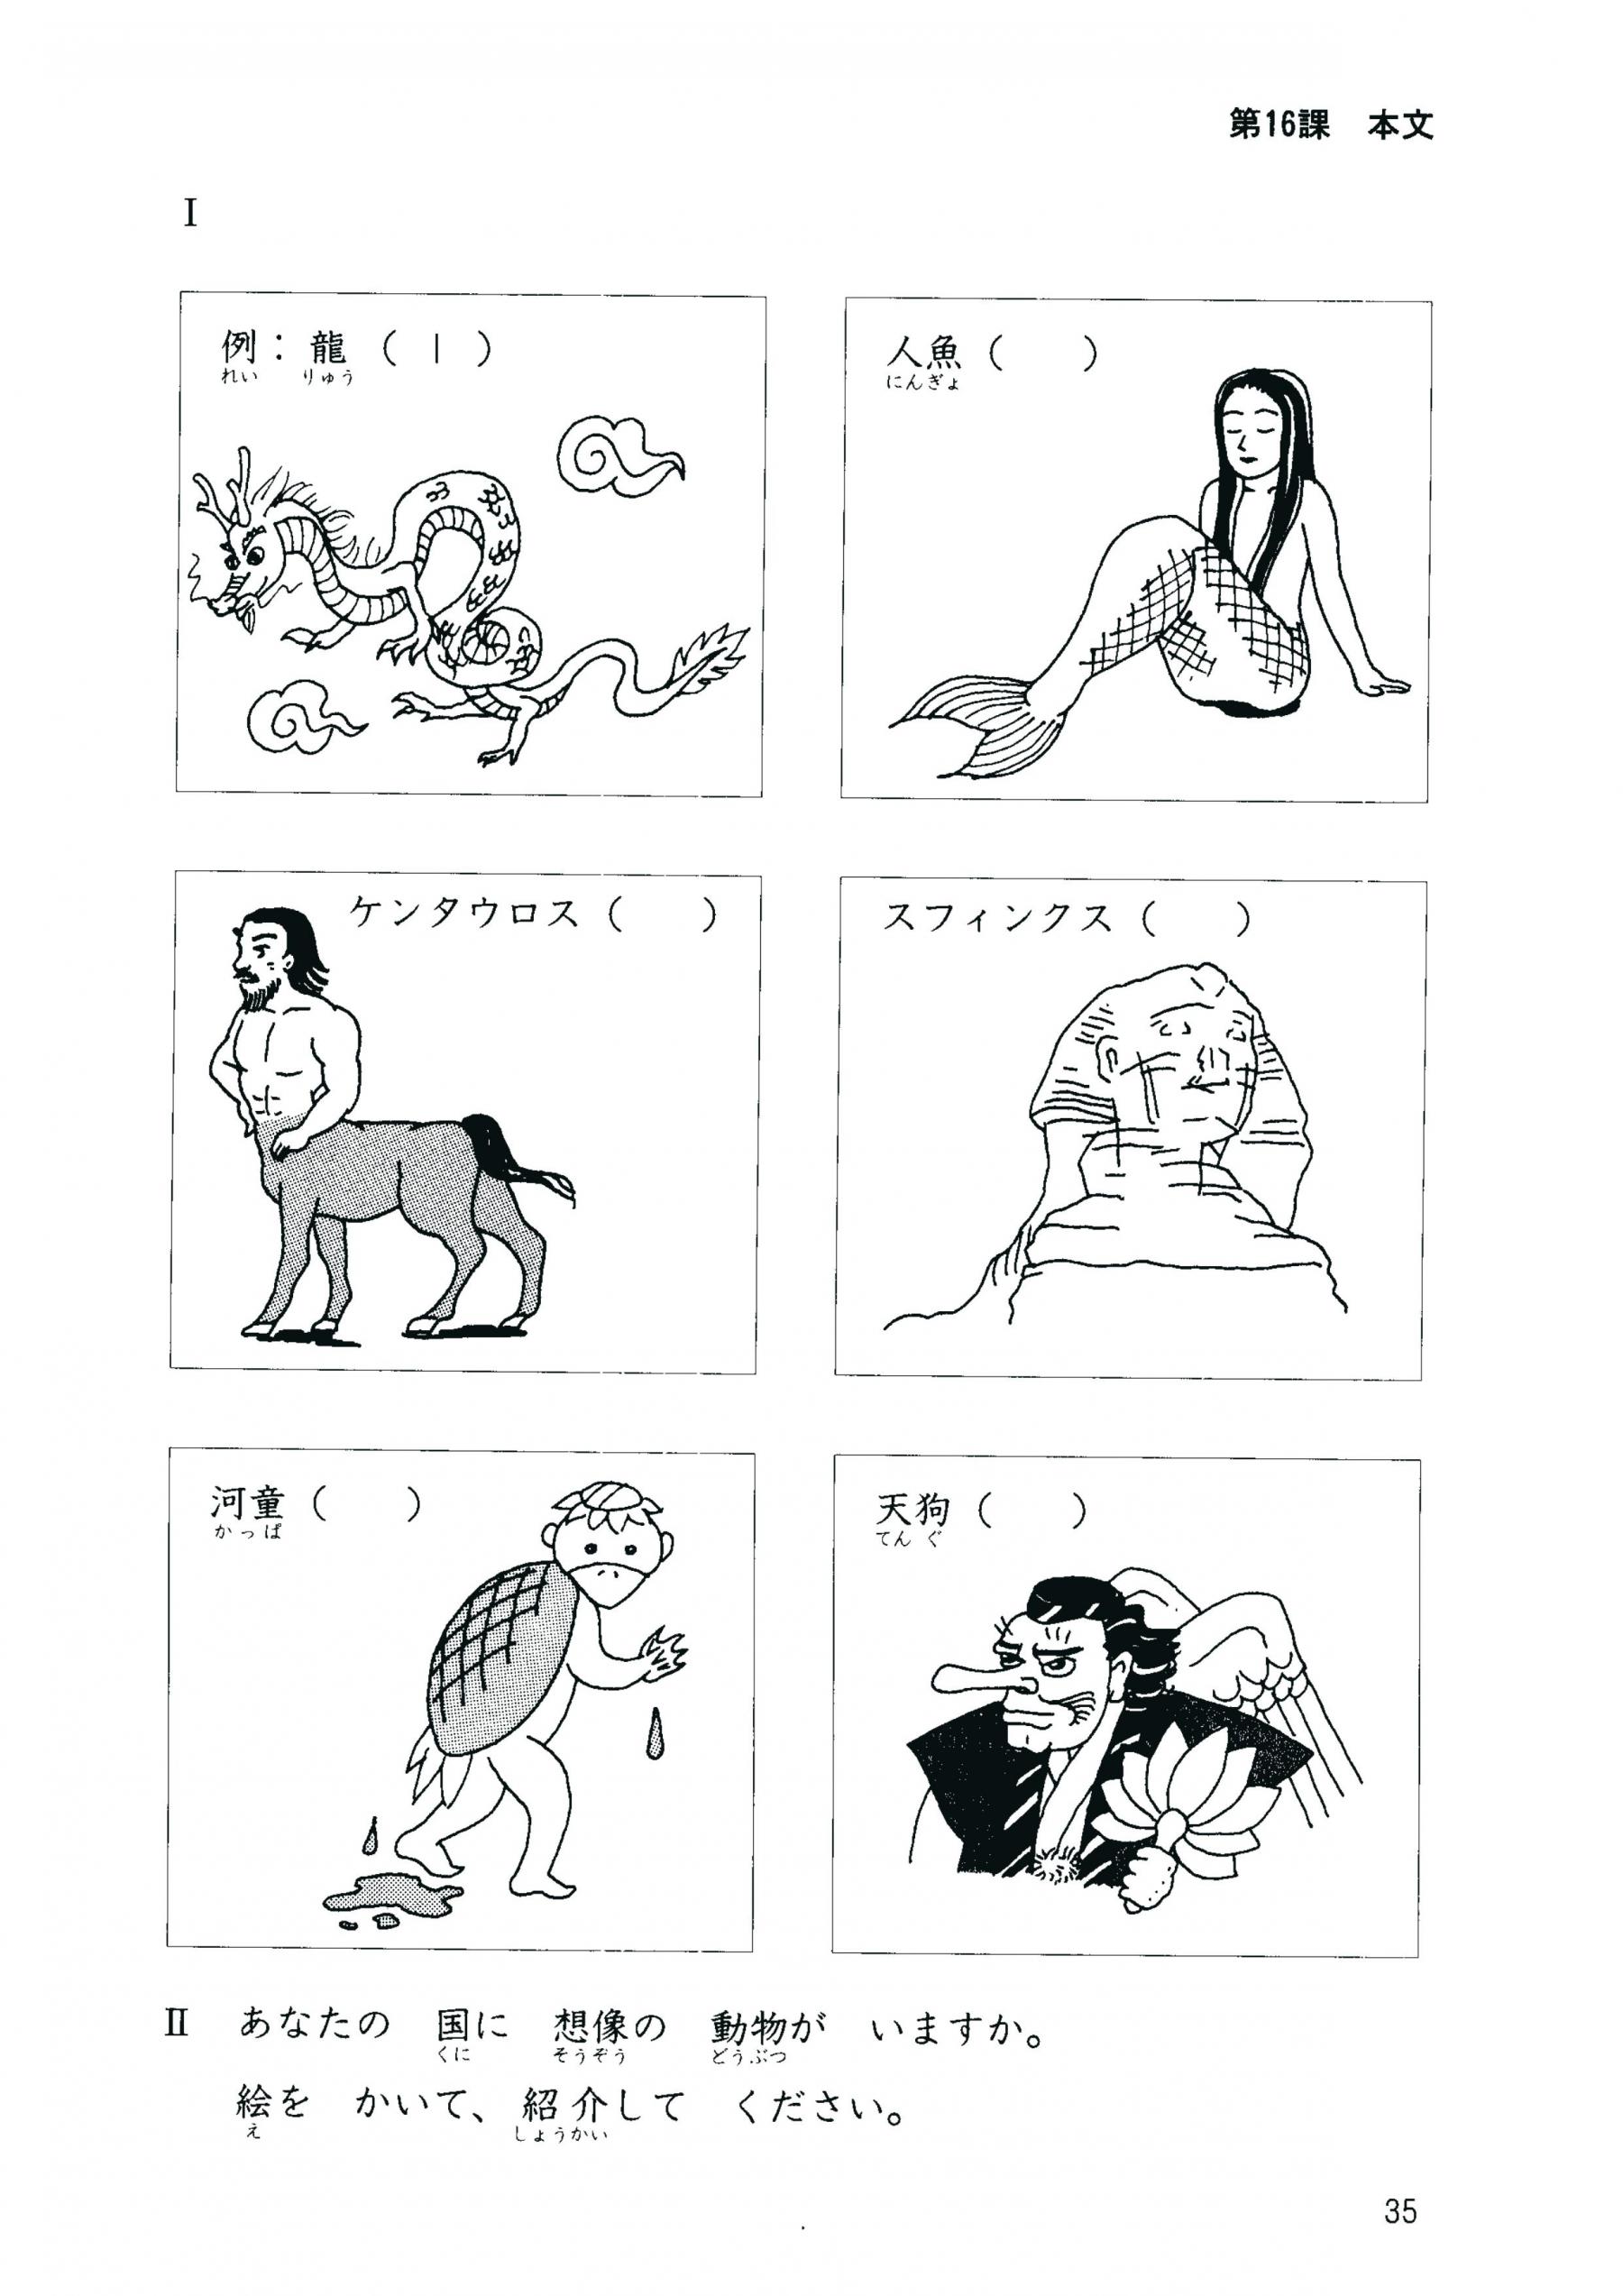 第16課 本文
I
例：龍（ 1 ）
れい りゅう
人魚（ ）
にんぎょ
ケンタウロス（ ）
スフィンクス（ ）
河童（ ）
かっぱ
天狗（ ）
てんぐ
II あなたの 国に 想像の 動物が いますか。
くに そうぞう どうぶつ
絵を かいて、紹介して ください。
え しょうかい
35